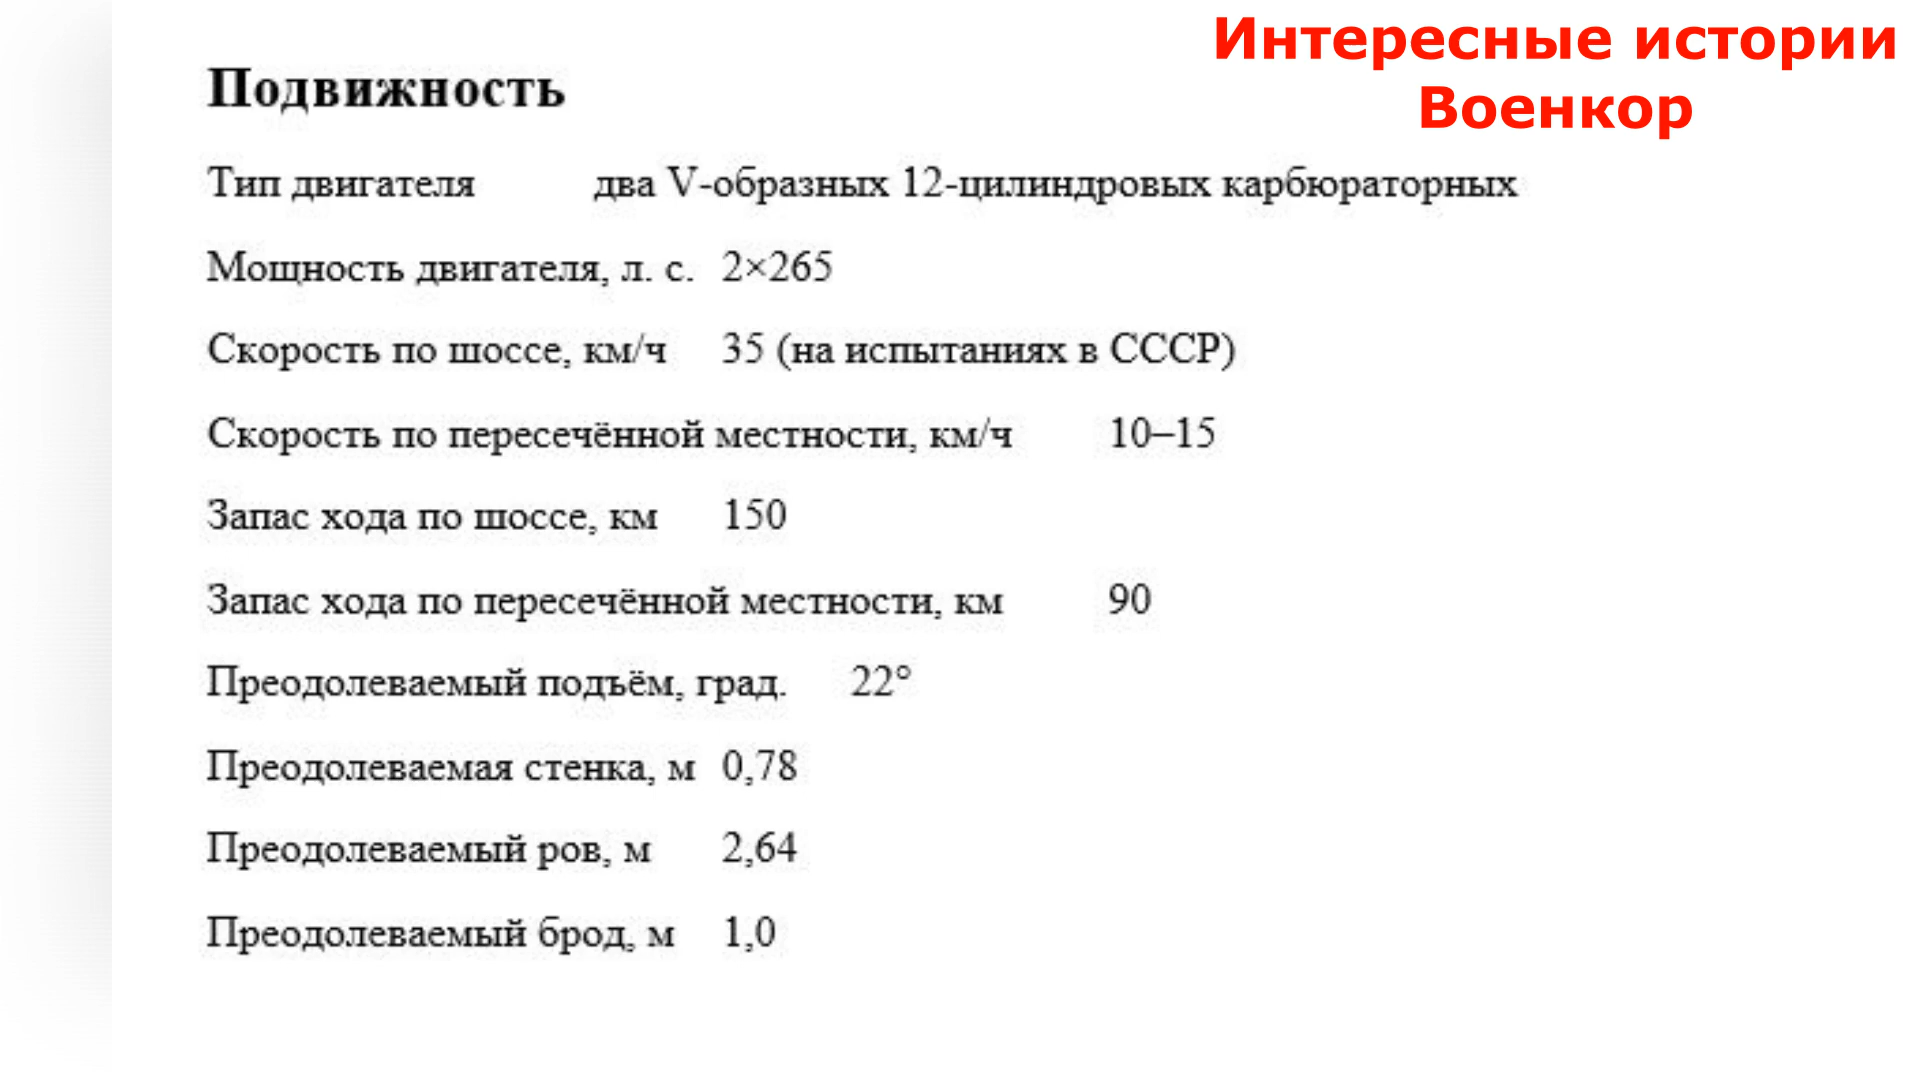 Интересные истории
Военкор
Подвижность
Тип двигателя два V-образных 12-цилиндровых карбюраторных
Мощность двигателя, л. с. 2×265
Скорость по шоссе, км/ч 35 (на испытаниях в СССР)
Скорость по пересечённой местности, км/ч 10–15
Запас хода по шоссе, км 150
Запас хода по пересечённой местности, км 90
Преодолеваемый подъём, град. 22°
Преодолеваемая стенка, м 0,78
Преодолеваемый ров, м 2,64
Преодолеваемый брод, м 1,0